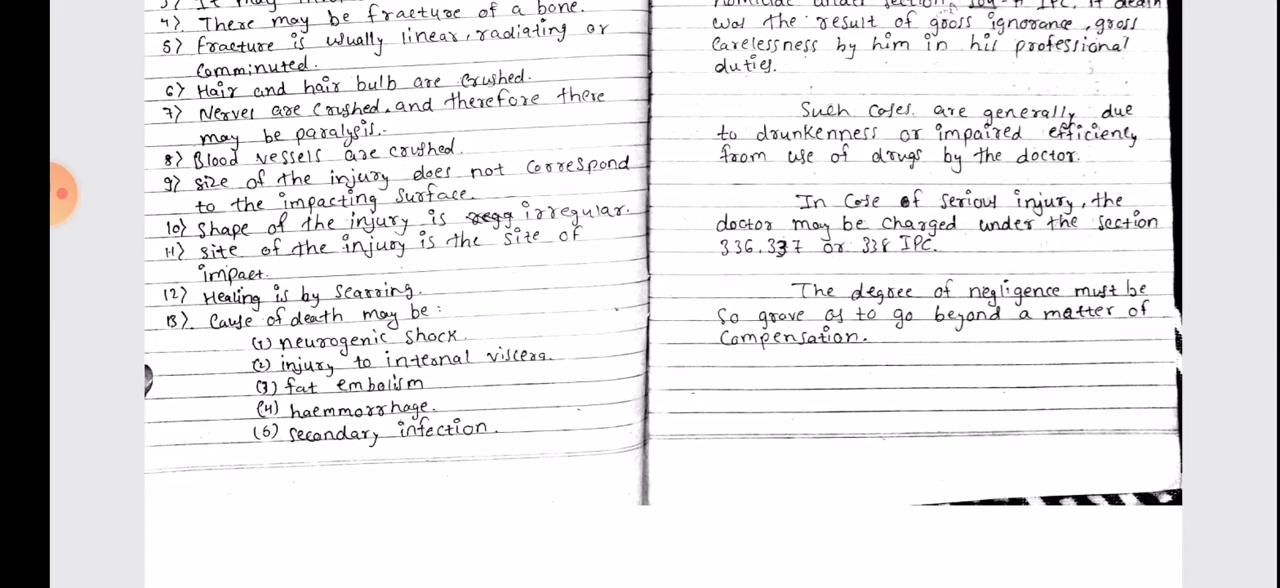 4) There may be fracture of a bone.
5) Fracture is usually linear, radiating or
comminuted.
6) Hair and hair bulb are crushed.
7) Nerves are crushed, and therefore there
may be paralysis.
8) Blood vessels are crushed.
9) size of the injury does not correspond
to the impacting surface.
10) shape of the injury is irregular.
11) site of the injury is the site of
impact.
12) Healing is by scarring.
13). Cause of death may be:
(1) neurogenic shock.
(2) injury to internal viscera.
(3) fat embolism
(4) haemmorrhage.
(5) secondary infection.
was the result of gross ignorance, gross
carelessness by him in his professional
duties.
Such cases are generally due
to drunkenness or impaired efficiency
from use of drugs by the doctor.
In case of serious injury, the
doctor may be charged under the section
336, 337 or 338 IPC.
The degree of negligence must be
so grave as to go beyond a matter of
compensation.